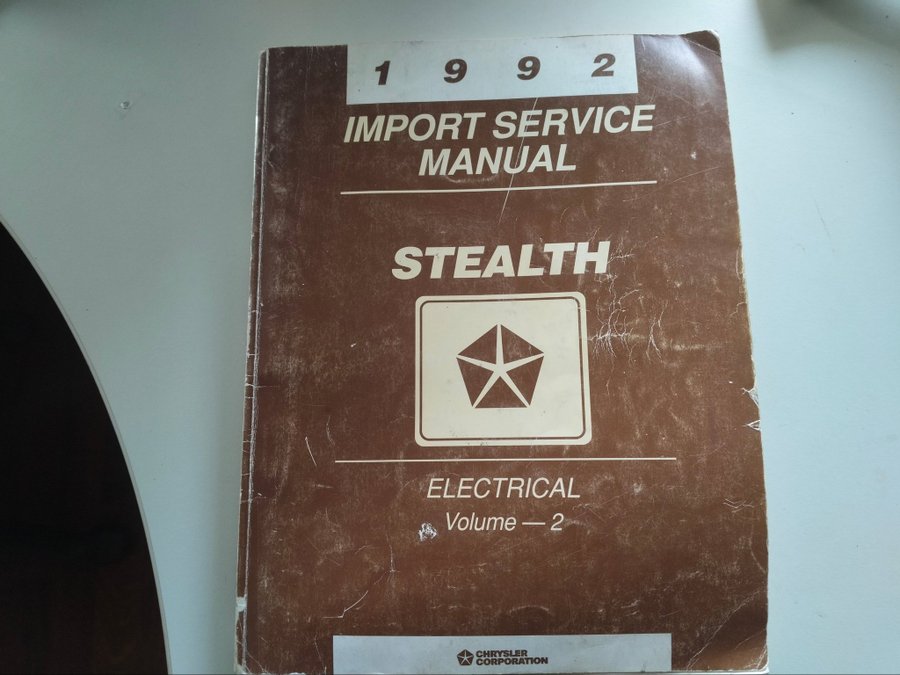 1992
IMPORT SERVICE
MANUAL
STEALTH
ELECTRICAL
Volume — 2
CHRYSLER
CORPORATION